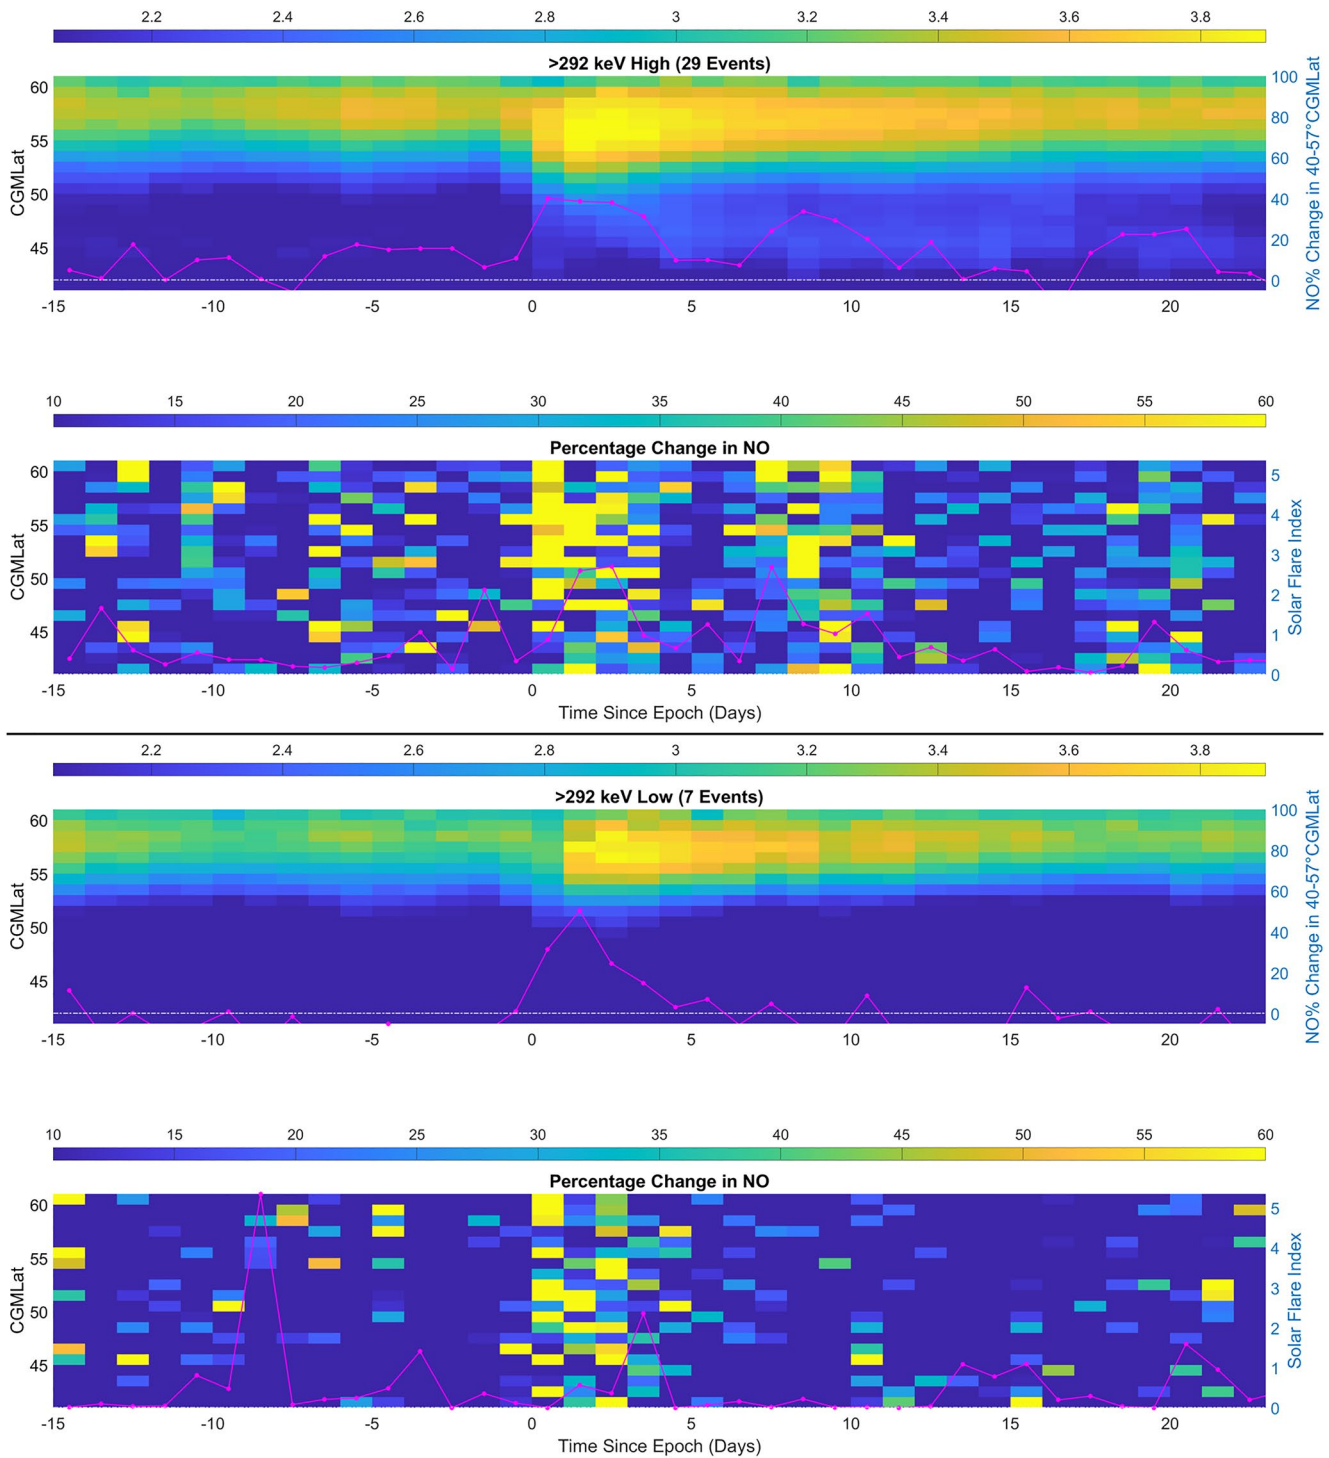 2.2 2.4 2.6 2.8 3 3.2 3.4 3.6 3.8
>292 keV High (29 Events)
60 55 50 45
CGMLat
100 80 60 40 20 0
NO% Change in 40-57°CGMLat
-15 -10 -5 0 5 10 15 20
10 15 20 25 30 35 40 45 50 55 60
Percentage Change in NO
60 55 50 45
CGMLat
5 4 3 2 1 0
Solar Flare Index
-15 -10 -5 0 5 10 15 20
Time Since Epoch (Days)
2.2 2.4 2.6 2.8 3 3.2 3.4 3.6 3.8
>292 keV Low (7 Events)
60 55 50 45
CGMLat
100 80 60 40 20 0
NO% Change in 40-57°CGMLat
-15 -10 -5 0 5 10 15 20
10 15 20 25 30 35 40 45 50 55 60
Percentage Change in NO
60 55 50 45
CGMLat
5 4 3 2 1 0
Solar Flare Index
-15 -10 -5 0 5 10 15 20
Time Since Epoch (Days)